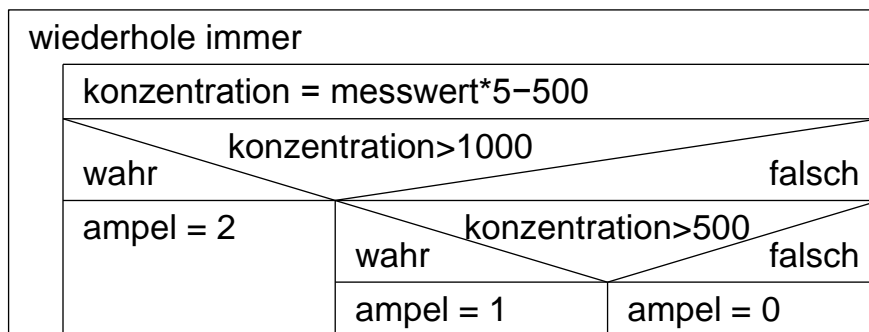 wiederhole immer
konzentration = messwert*5−500
konzentration>1000
wahr
falsch
ampel = 2
konzentration>500
wahr
falsch
ampel = 1
ampel = 0